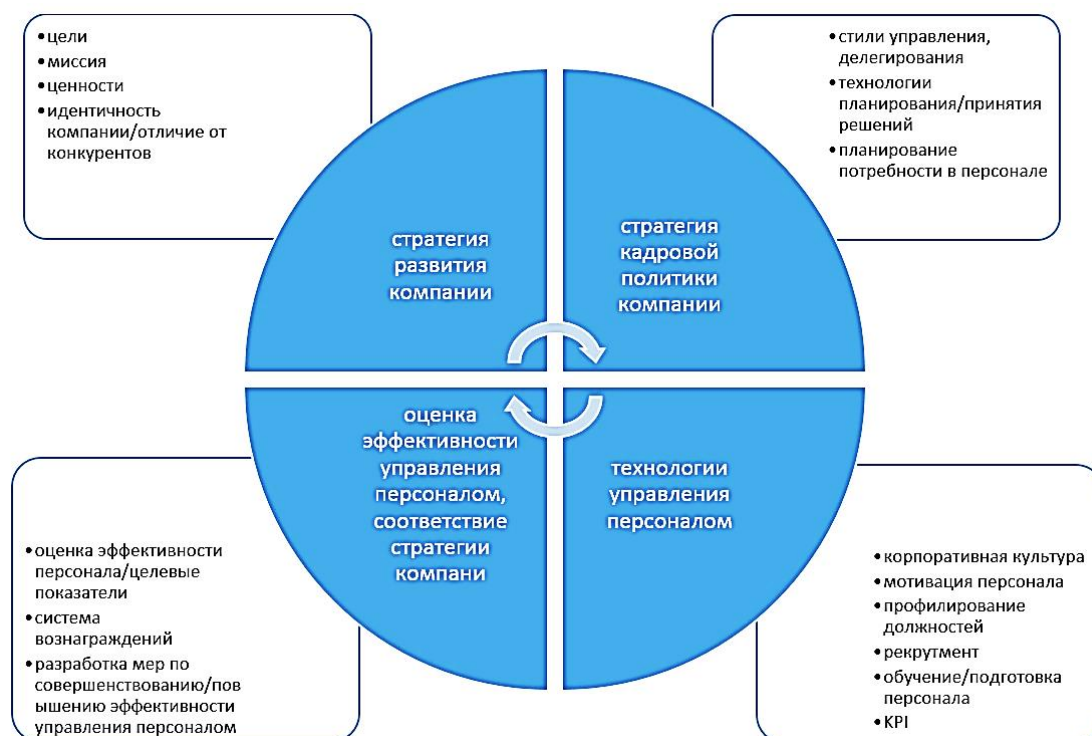 •цели
•миссия
•ценности
•идентичность
компании/отличие от
конкурентов
•стили управления,
делегирования
•технологии
планирования/принятия
решений
•планирование
потребности в персонале
стратегия
развития
компании
стратегия
кадровой
политики
компании
оценка
эффективности
управления
персоналом,
соответствие
стратегии
компани
технологии
управления
персоналом
•оценка эффективности
персонала/целевые
показатели
•система
вознаграждений
•разработка мер по
совершенствованию/пов
ышению эффективности
управления персоналом
•корпоративная культура
•мотивация персонала
•профилирование
должностей
•рекрутмент
•обучение/подготовка
персонала
•KPI